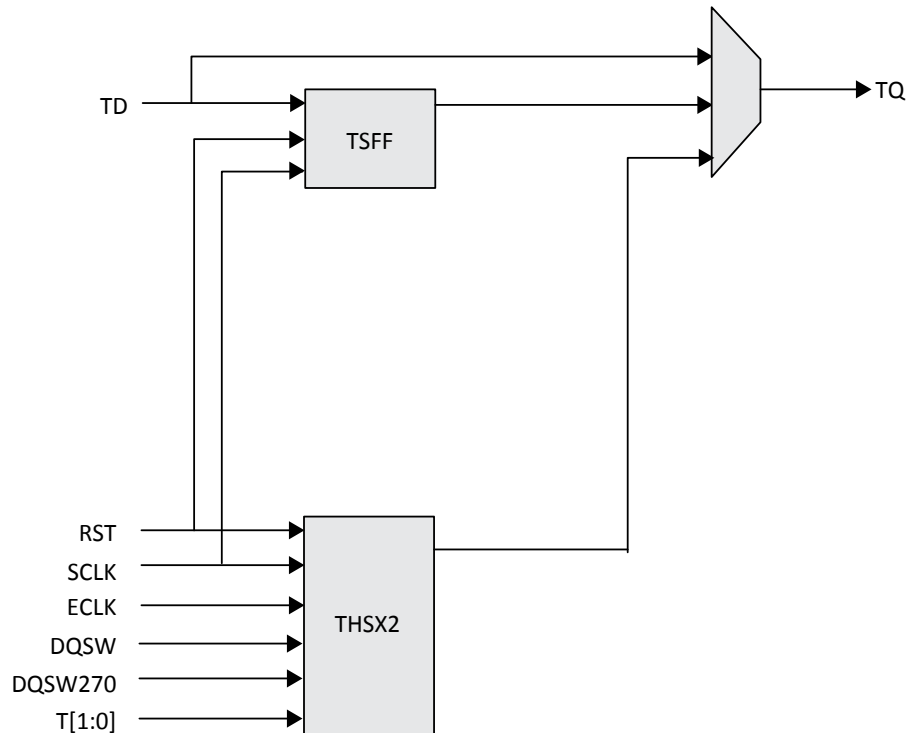 TD
TSFF
TQ
RST
SCLK
ECLK
DQSW
DQSW270
T[1:0]
THSX2